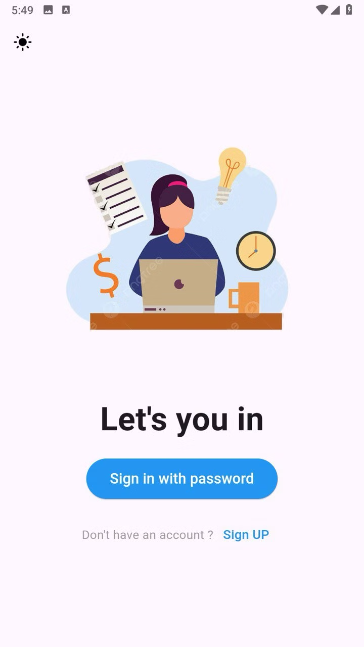 5:49
Let's you in
Sign in with password
Don't have an account ? Sign UP